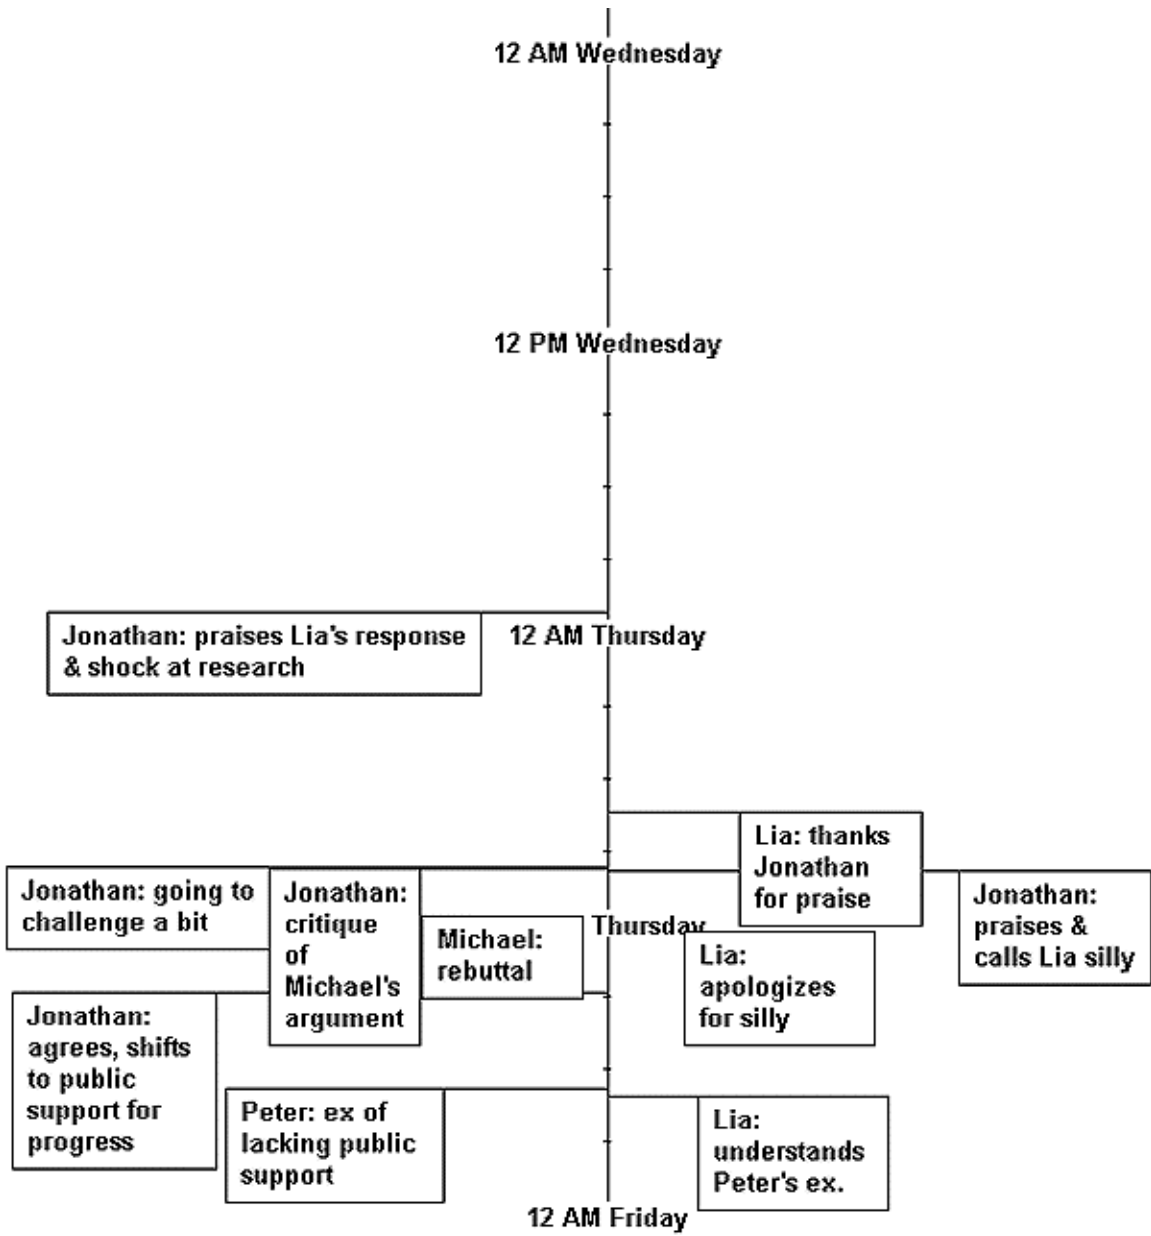 12 AM Wednesday
12 PM Wednesday
Jonathan: praises Lia's response
& shock at research
12 AM Thursday
Lia: thanks
Jonathan
for praise
Jonathan: going to
challenge a bit
Jonathan:
critique
of
Michael's
argument
Michael:
rebuttal
Thursday
Jonathan:
praises &
calls Lia silly
Lia:
apologizes
for silly
Jonathan:
agrees, shifts
to public
support for
progress
Peter: ex of
lacking public
support
Lia:
understands
Peter's ex.
12 AM Friday